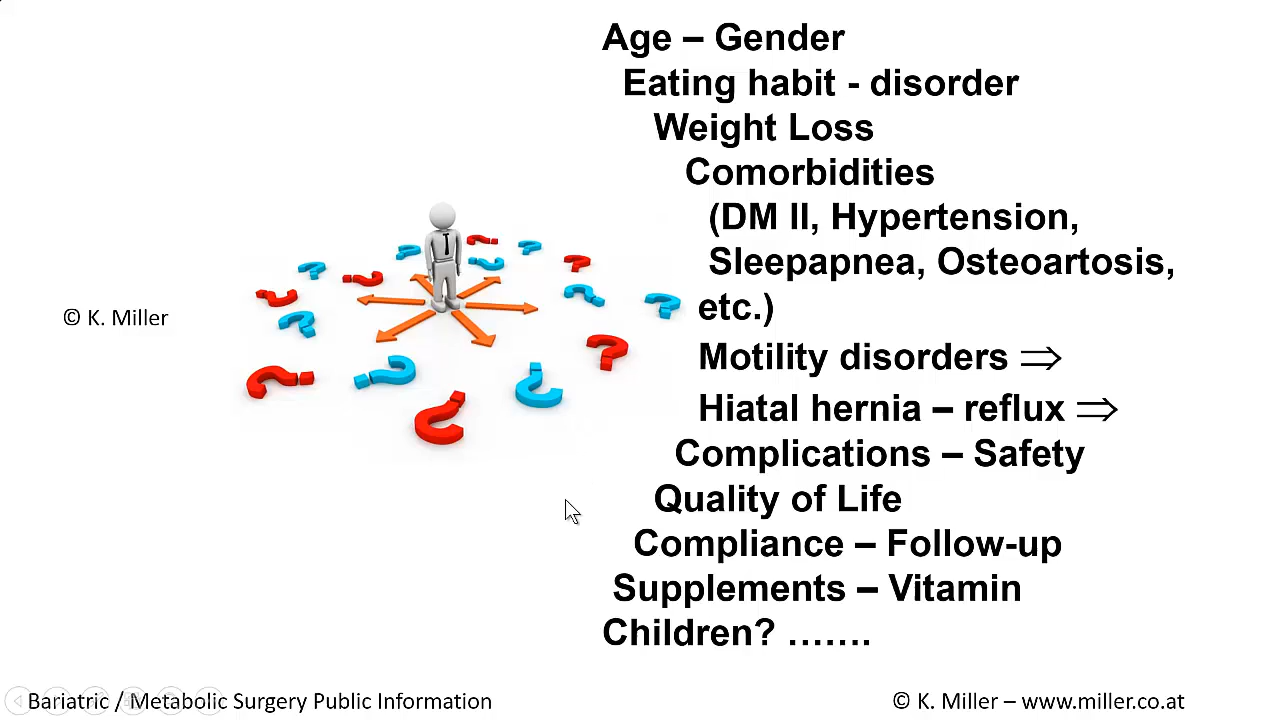 Age – Gender
Eating habit - disorder
Weight Loss
Comorbidities
(DM II, Hypertension,
Sleepapnea, Osteoartosis,
etc.)
Motility disorders ⇒
Hiatal hernia – reflux ⇒
Complications – Safety
Quality of Life
Compliance – Follow-up
Supplements – Vitamin
Children? …….
© K. Miller
Bariatric / Metabolic Surgery Public Information
© K. Miller – www.miller.co.at